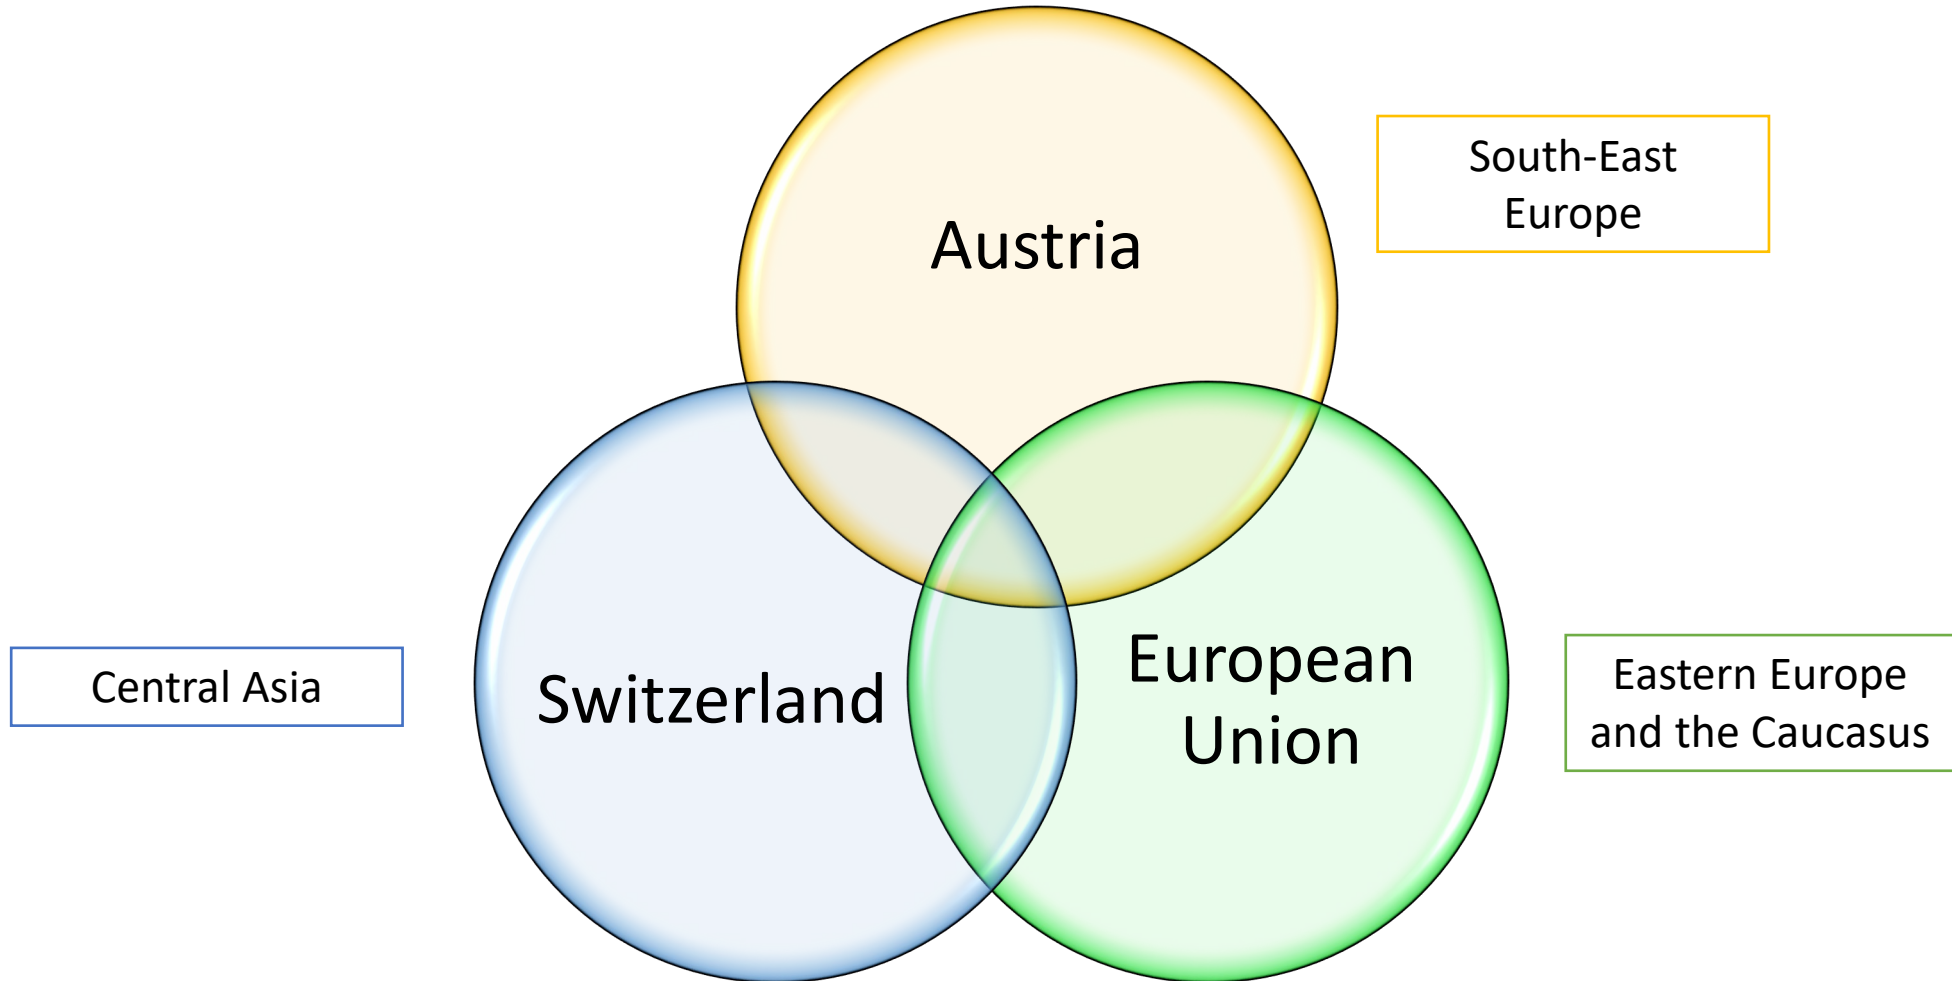 Austria
South-East
Europe
Central Asia
Switzerland
European
Union
Eastern Europe
and the Caucasus